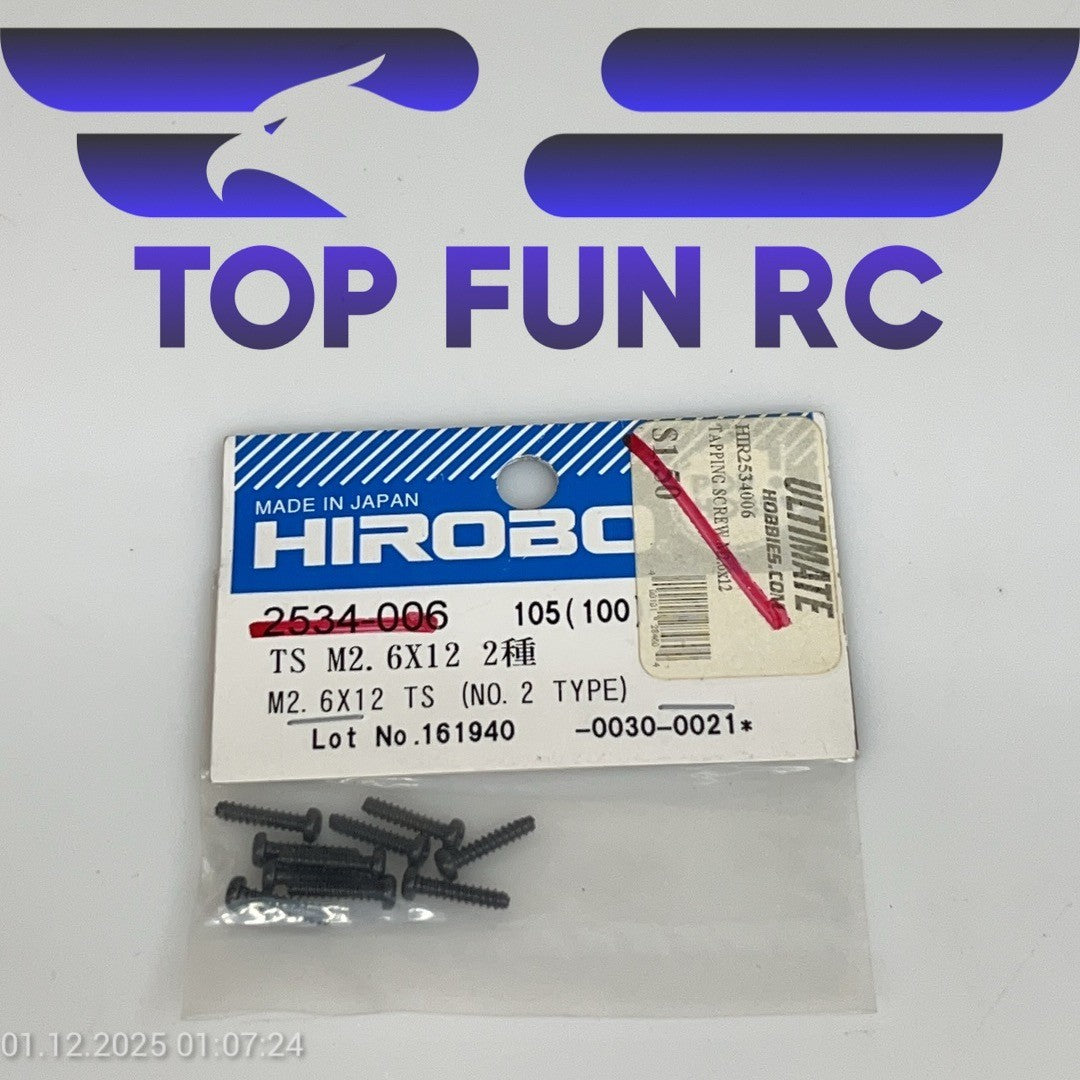 TOP FUN RC
MADE IN JAPAN
HIROBO
2534-006 105(100
TS M2.6X12 2種
M2.6X12 TS (NO.2 TYPE)
Lot No.161940 -0030-0021*
ULTIMATE
HOBBIES.COM
HIR2534006
TAPPING SCREW
$1.50
01.12.2025 01:07:24